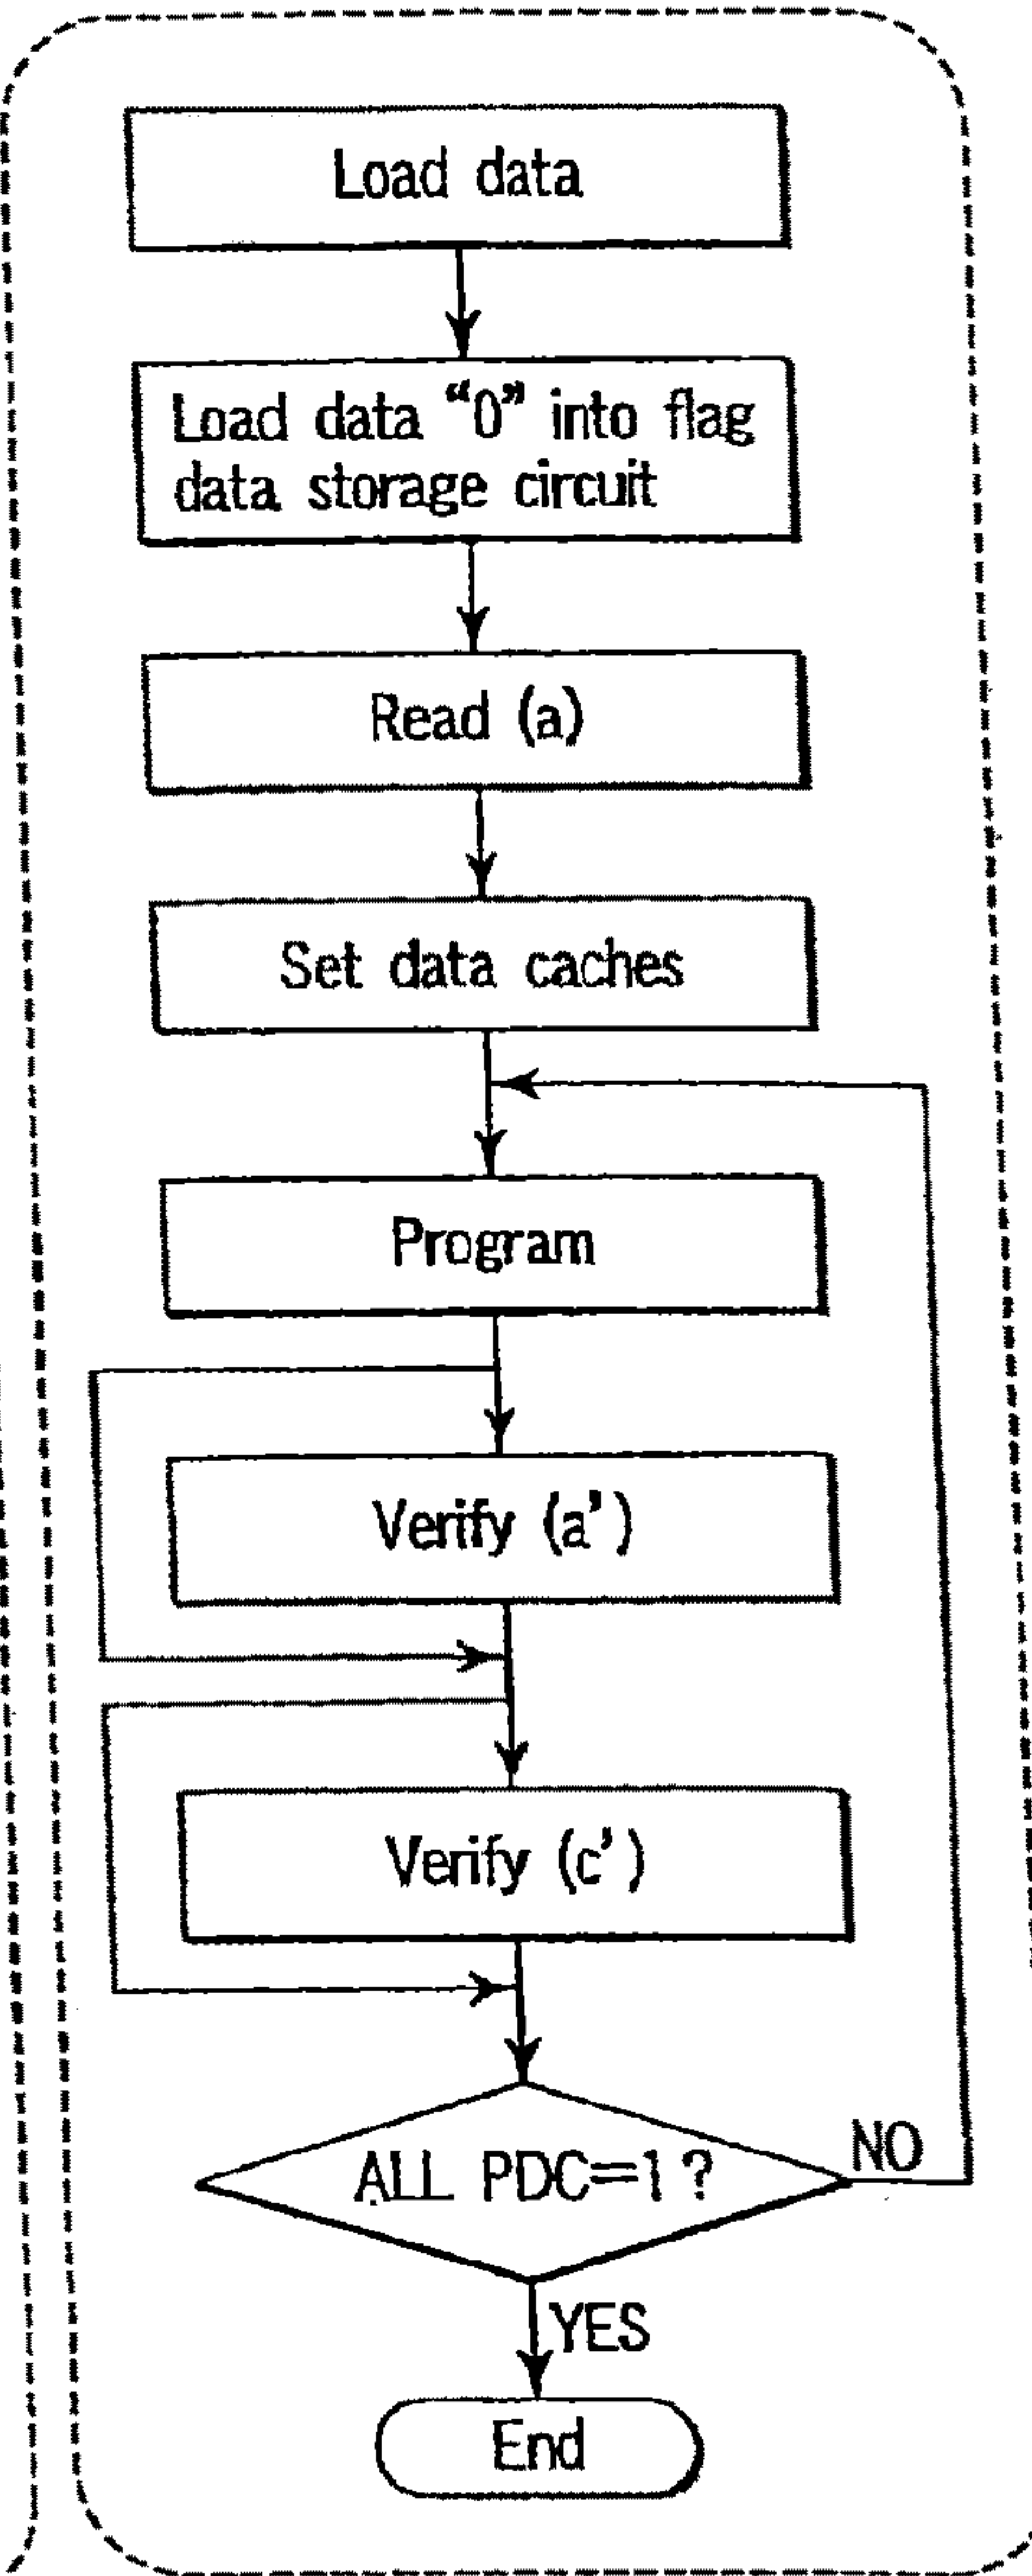 Load data
Load data “0” into flag
data storage circuit
Read (a)
Set data caches
Program
Verify (a’)
Verify (c’)
ALL PDC=1?
NO
YES
End